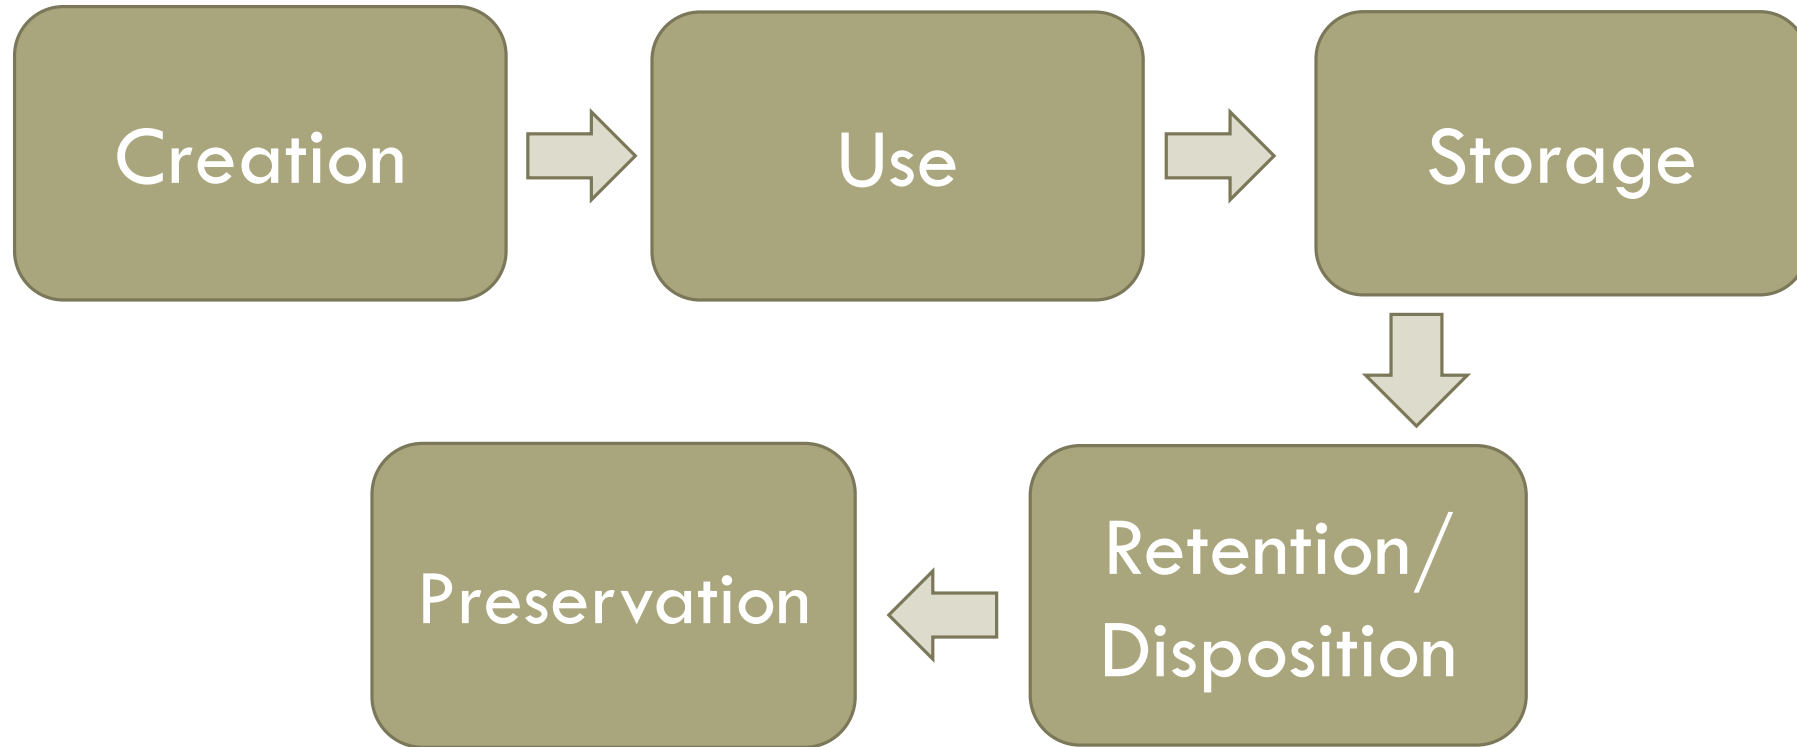 Creation
Use
Storage
Retention/
Disposition
Preservation